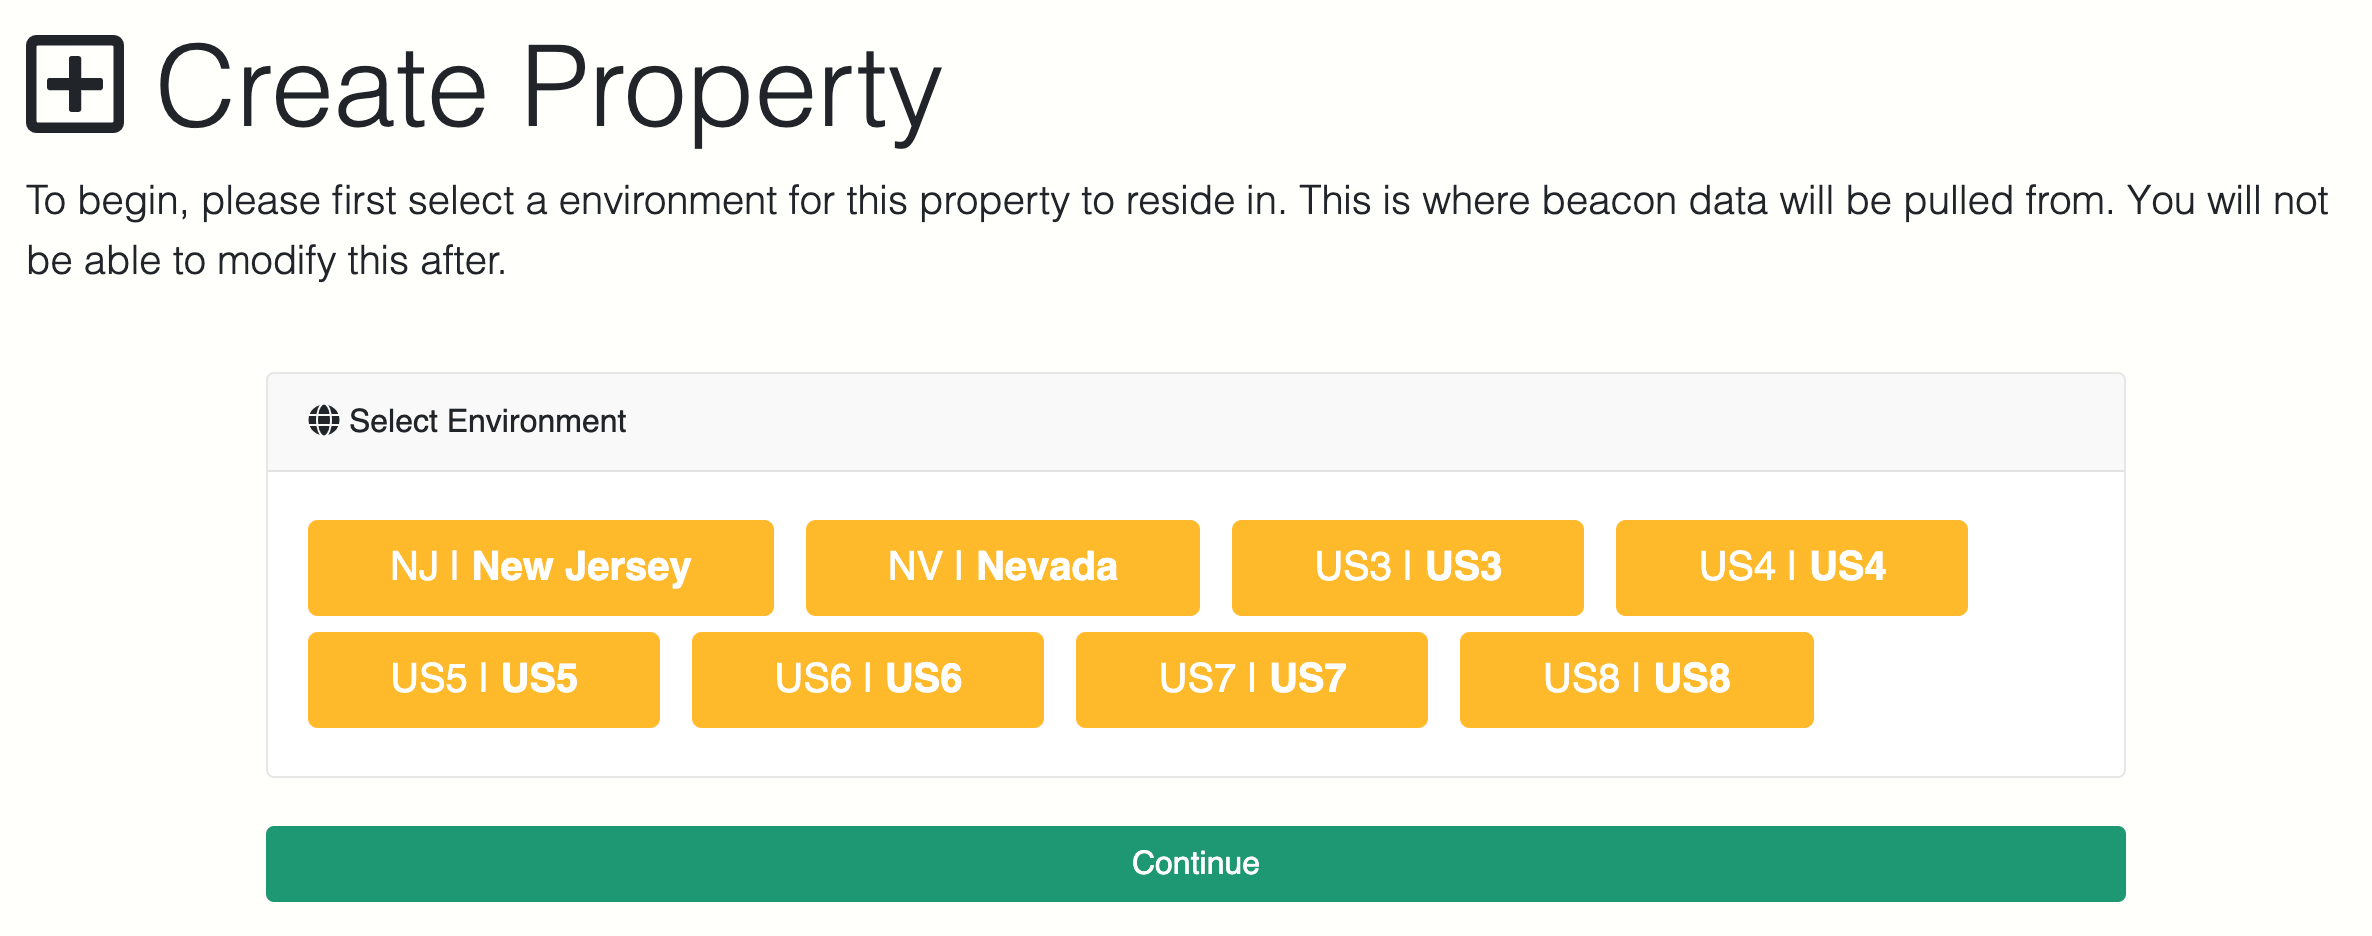 Create Property
To begin, please first select a environment for this property to reside in. This is where beacon data will be pulled from. You will not
be able to modify this after.
Select Environment
NJ | New Jersey NV | Nevada US3 | US3 US4 | US4
US5 | US5 US6 | US6 US7 | US7 US8 | US8
Continue